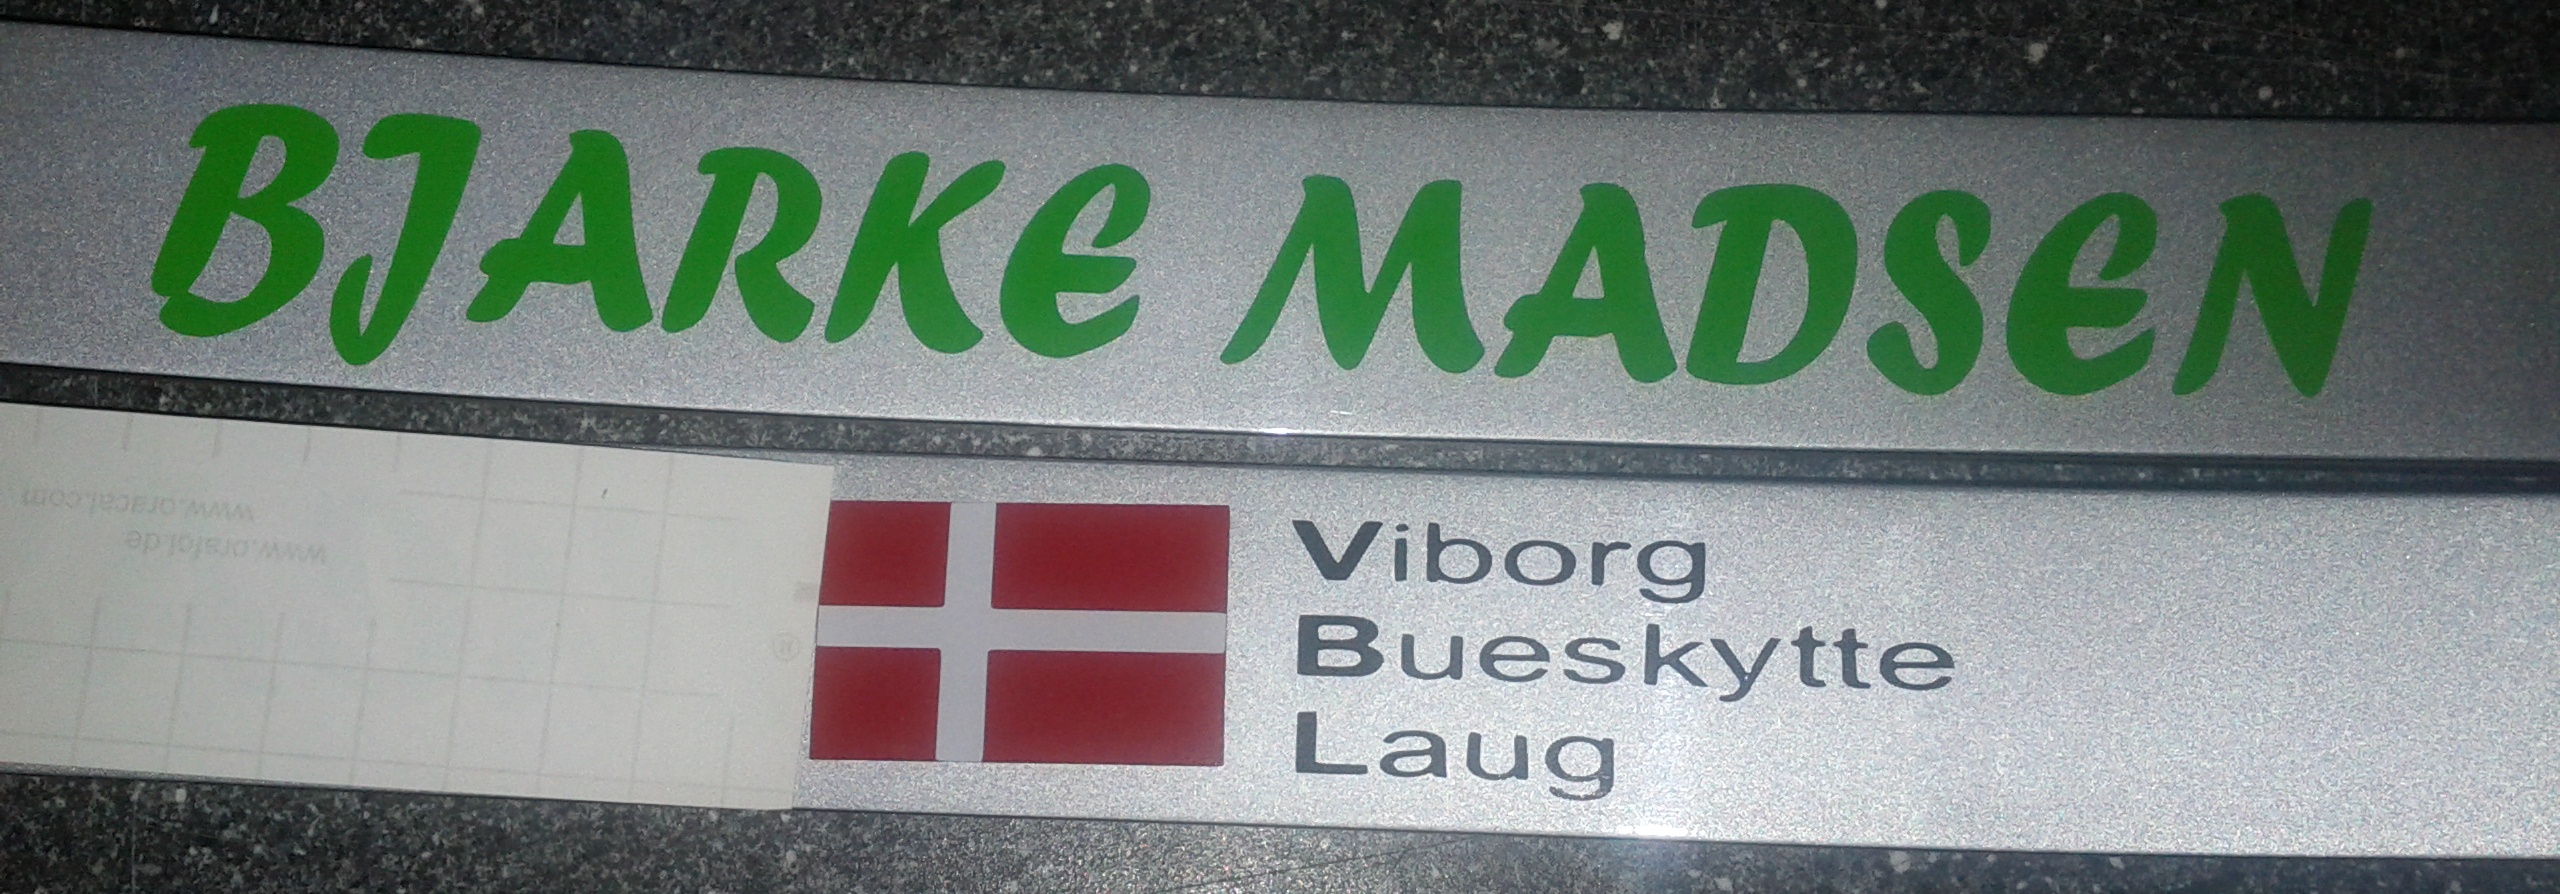 BJARKE MADSEN
www.orafol.de
www.oracal.com
®
Viborg
Bueskytte
Laug